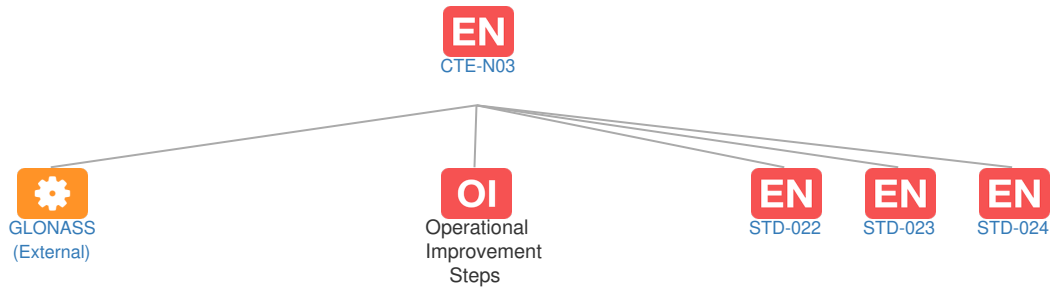 EN
CTE-N03
OI
EN
EN
EN
GLONASS
(External)
Operational
Improvement
Steps
STD-022
STD-023
STD-024